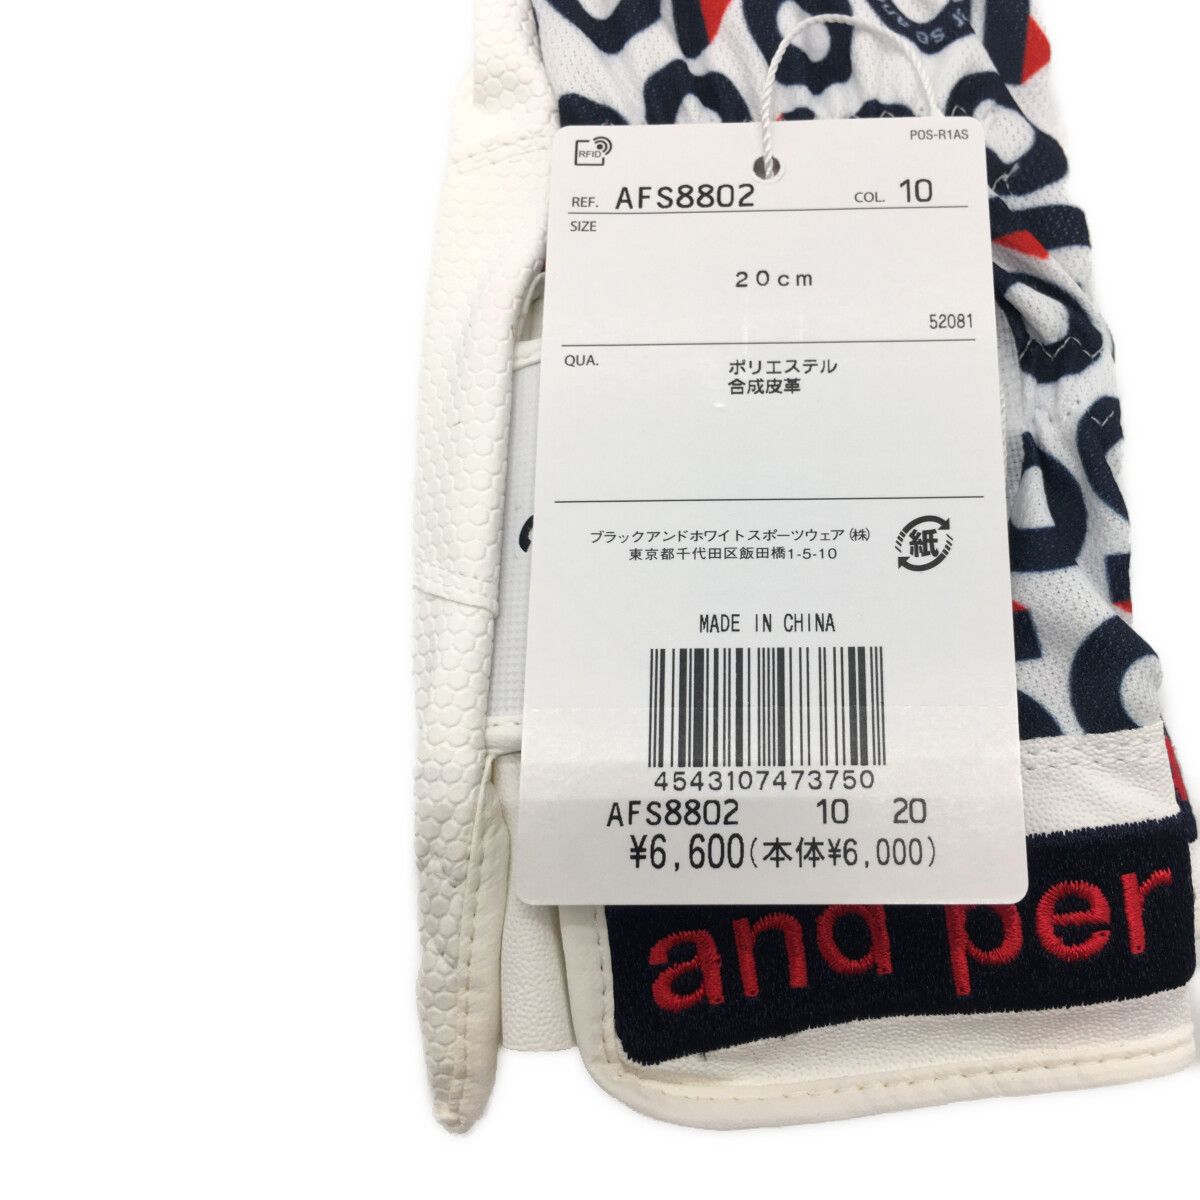 POS-R1AS
RFID
REF. AFS8802 COL. 10
SIZE
20cm
52081
QUA. ポリエステル
合成皮革
ブラックアンドホワイトスポーツウェア(株)
東京都千代田区飯田橋1-5-10
紙
MADE IN CHINA
4543107473750
AFS8802 10 20
¥6,600(本体¥6,000)
and per